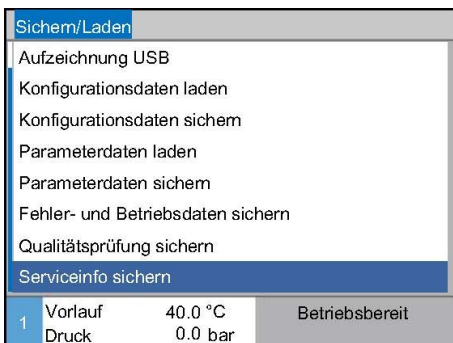 Sichern/Laden
Aufzeichnung USB
Konfigurationsdaten laden
Konfigurationsdaten sichern
Parameterdaten laden
Parameterdaten sichern
Fehler- und Betriebsdaten sichern
Qualitätsprüfung sichern
Serviceinfo sichern
1 Vorlauf 40.0 °C Betriebsbereit
Druck 0.0 bar